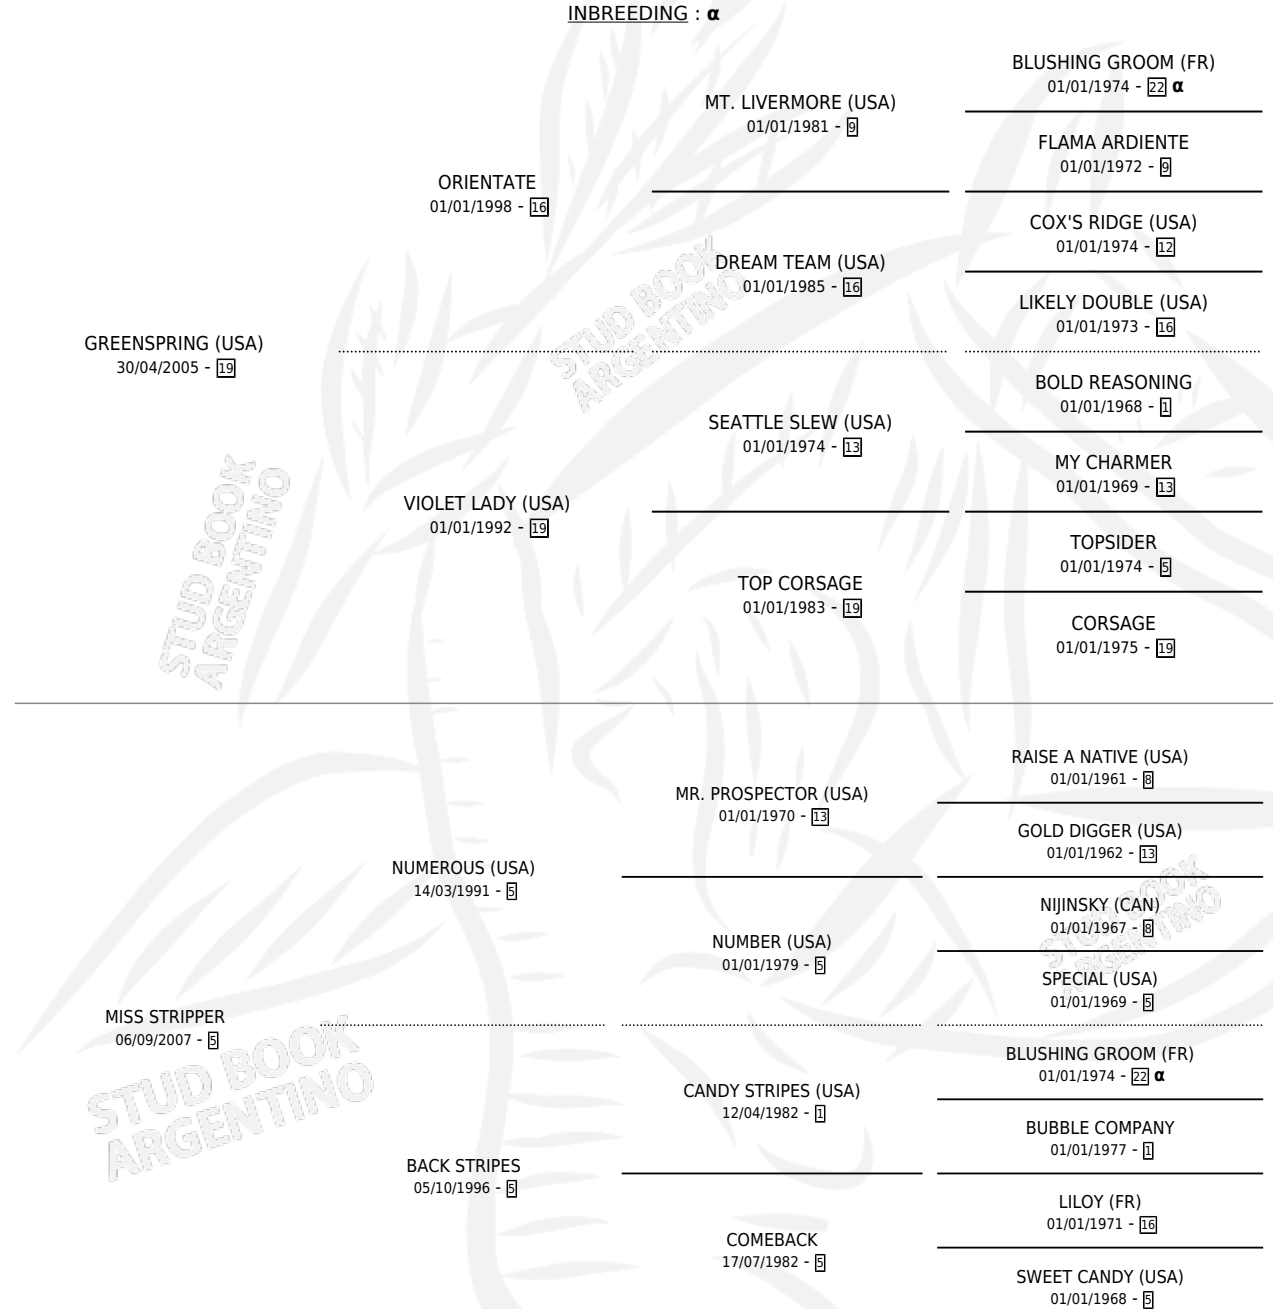 INBREEDING : α
BLUSHING GROOM (FR)
01/01/1974 - 22 α
MT. LIVERMORE (USA)
01/01/1981 - 9
FLAMA ARDIENTE
01/01/1972 - 9
ORIENTATE
01/01/1998 - 16
COX'S RIDGE (USA)
01/01/1974 - 12
DREAM TEAM (USA)
01/01/1985 - 16
LIKELY DOUBLE (USA)
01/01/1973 - 16
GREENSPRING (USA)
30/04/2005 - 19
BOLD REASONING
01/01/1968 - 1
SEATTLE SLEW (USA)
01/01/1974 - 13
MY CHARMER
01/01/1969 - 13
VIOLET LADY (USA)
01/01/1992 - 19
TOPSIDER
01/01/1974 - 5
TOP CORSAGE
01/01/1983 - 19
CORSAGE
01/01/1975 - 19
RAISE A NATIVE (USA)
01/01/1961 - 8
MR. PROSPECTOR (USA)
01/01/1970 - 13
GOLD DIGGER (USA)
01/01/1962 - 13
NUMEROUS (USA)
14/03/1991 - 5
NIJINSKY (CAN)
01/01/1967 - 8
NUMBER (USA)
01/01/1979 - 5
SPECIAL (USA)
01/01/1969 - 5
MISS STRIPPER
06/09/2007 - 5
BLUSHING GROOM (FR)
01/01/1974 - 22 α
CANDY STRIPES (USA)
12/04/1982 - 1
BUBBLE COMPANY
01/01/1977 - 1
BACK STRIPES
05/10/1996 - 5
LILOY (FR)
01/01/1971 - 16
COMEBACK
17/07/1982 - 5
SWEET CANDY (USA)
01/01/1968 - 5
STUD BOOK
ARGENTINO
STUD BOOK
ARGENTINO
STUD BOOK
ARGENTINO
STUD BOOK
ARGENTINO